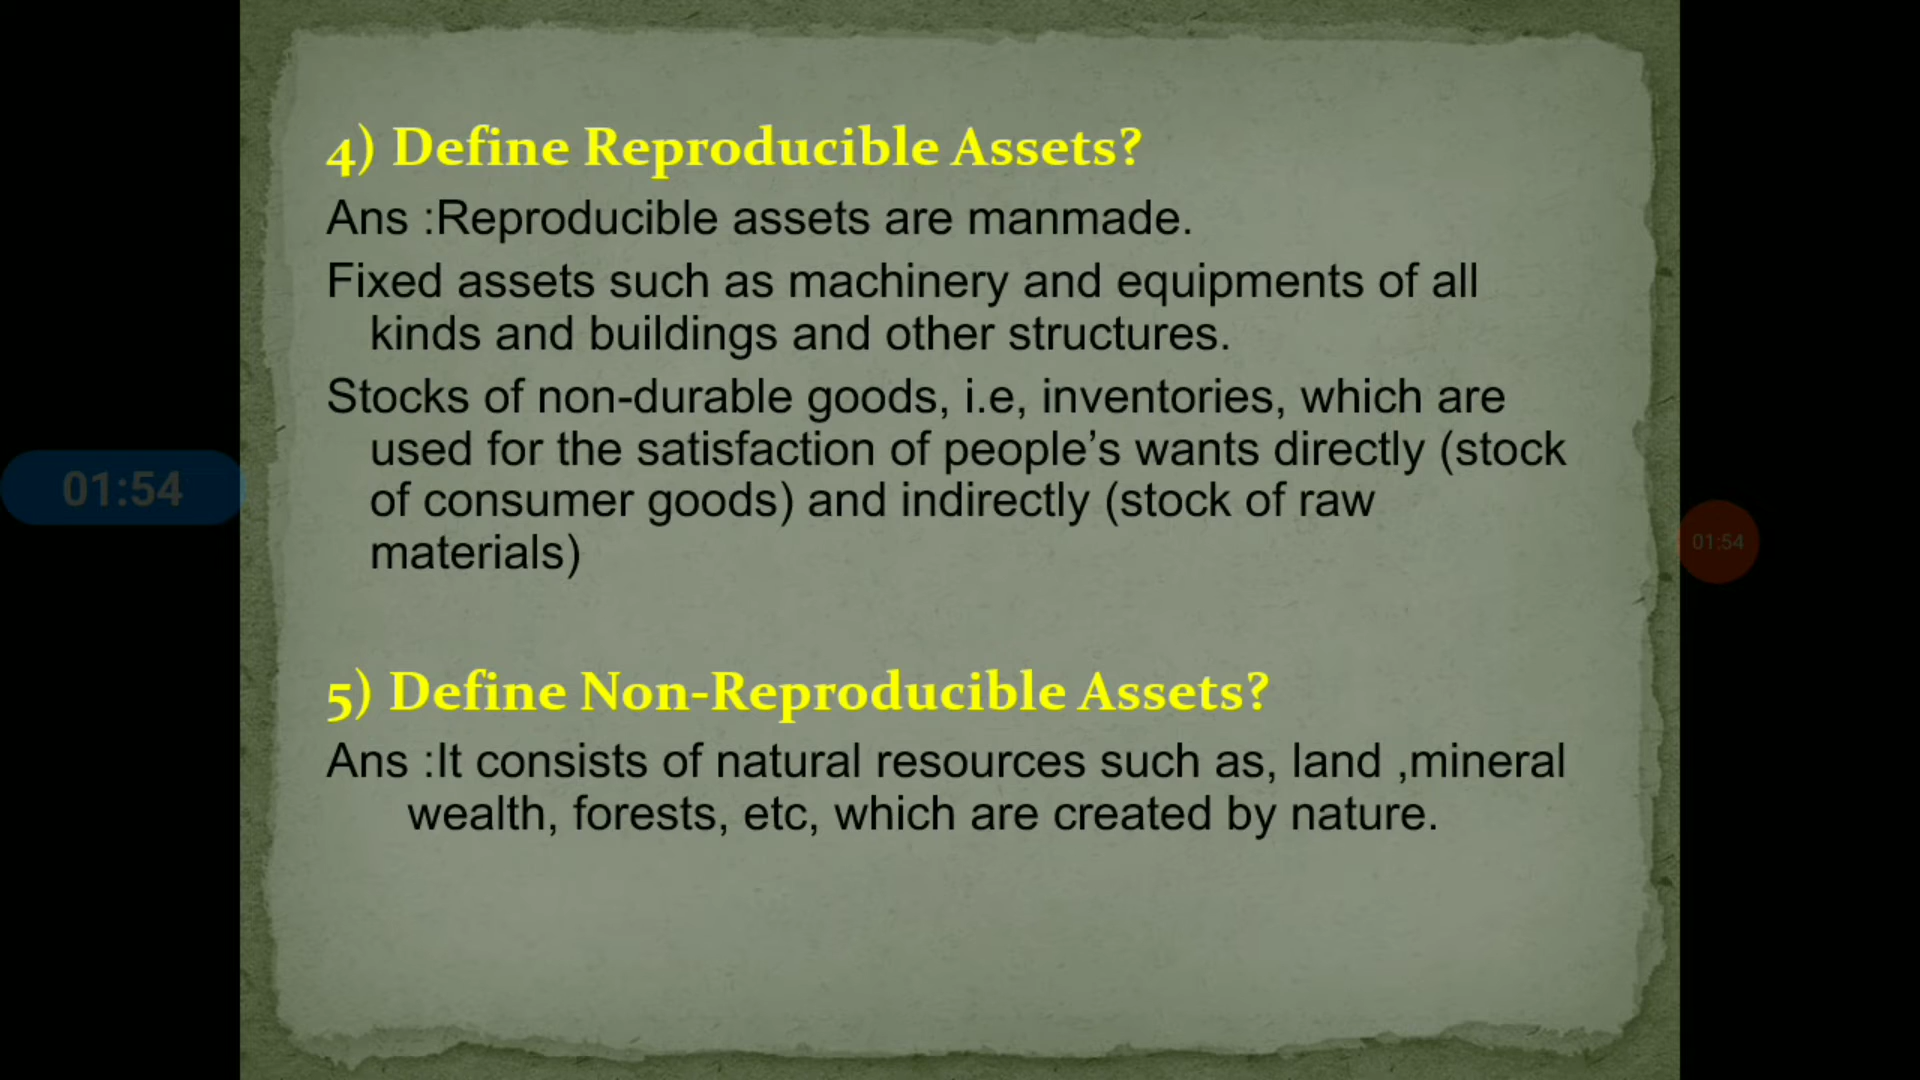 4) Define Reproducible Assets?
Ans :Reproducible assets are manmade.
Fixed assets such as machinery and equipments of all
kinds and buildings and other structures.
Stocks of non-durable goods, i.e, inventories, which are
used for the satisfaction of people’s wants directly (stock
of consumer goods) and indirectly (stock of raw
materials)
01:54
01:54
5) Define Non-Reproducible Assets?
Ans :It consists of natural resources such as, land ,mineral
wealth, forests, etc, which are created by nature.